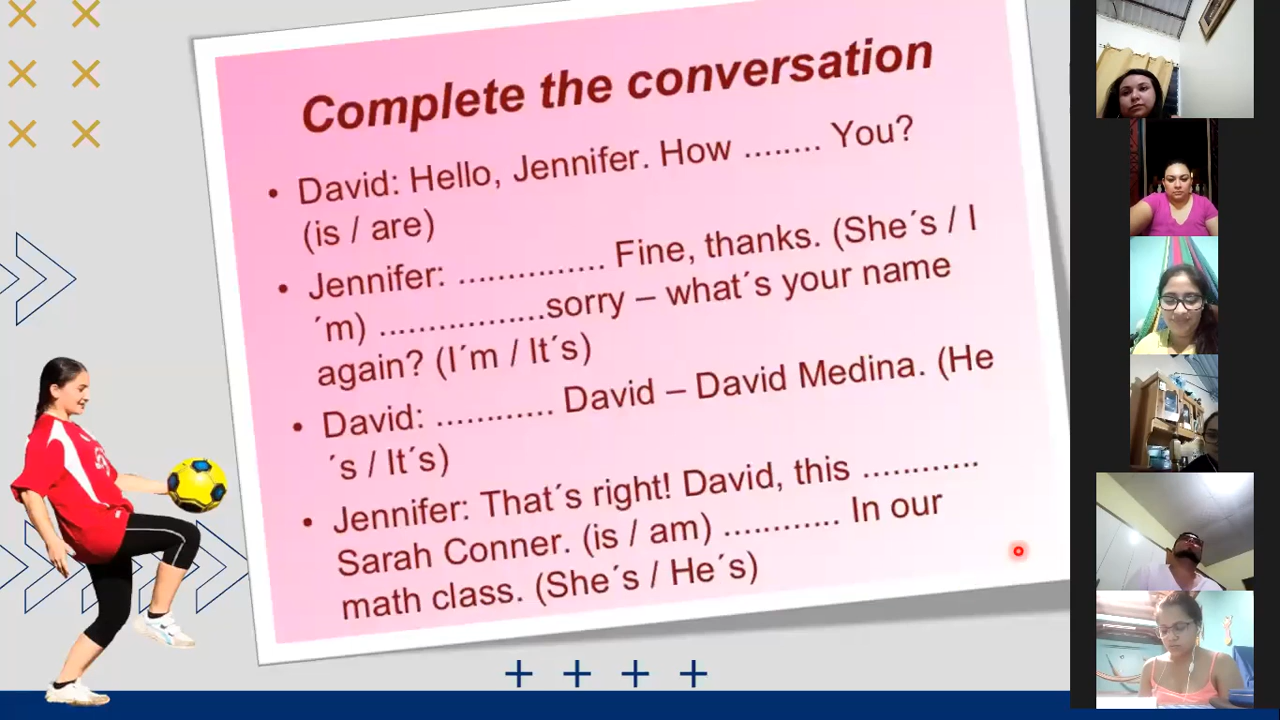 Complete the conversation
• David: Hello, Jennifer. How ........ You?
(is / are)
• Jennifer: ............... Fine, thanks. (She´s / I
´m) .................sorry – what´s your name
again? (I´m / It´s)
• David: ............ David – David Medina. (He
´s / It´s)
• Jennifer: That´s right! David, this ............
Sarah Conner. (is / am) ............ In our
math class. (She´s / He´s)